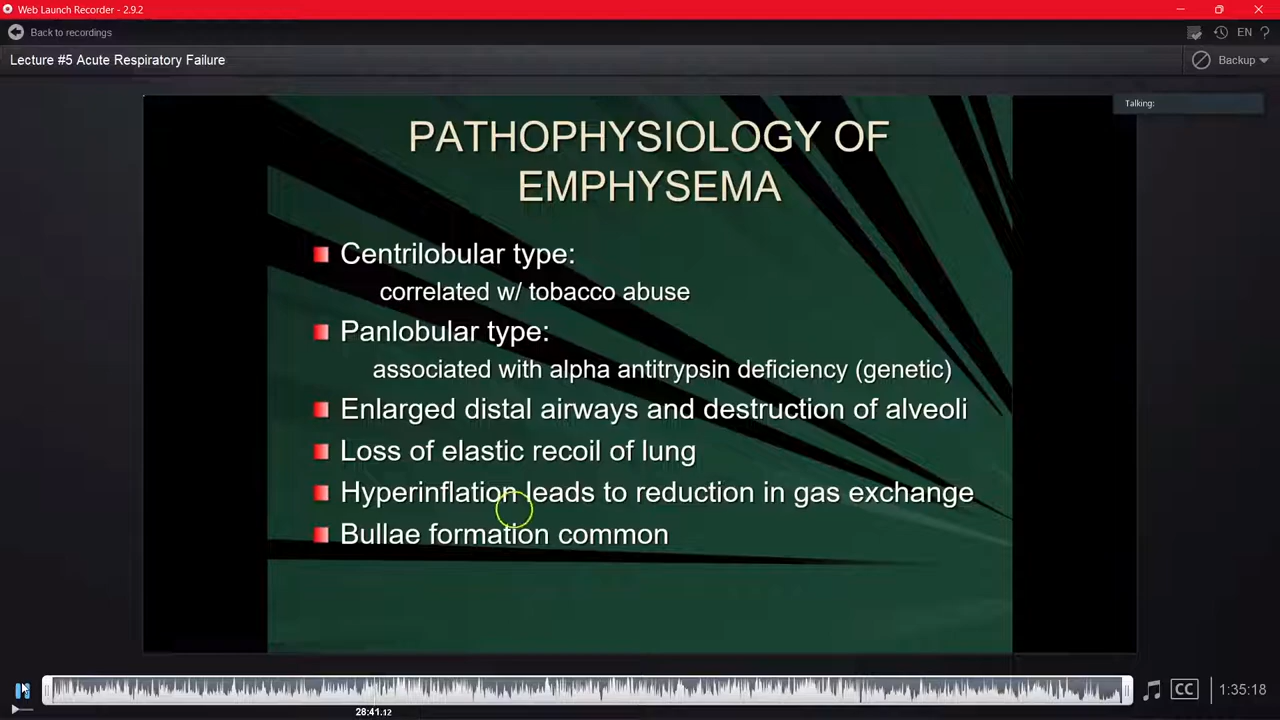 Web Launch Recorder - 2.9.2
Back to recordings
EN ?
Lecture #5 Acute Respiratory Failure
Backup
Talking:
PATHOPHYSIOLOGY OF
EMPHYSEMA
Centrilobular type:
correlated w/ tobacco abuse
Panlobular type:
associated with alpha antitrypsin deficiency (genetic)
Enlarged distal airways and destruction of alveoli
Loss of elastic recoil of lung
Hyperinflation leads to reduction in gas exchange
Bullae formation common
CC
1:35:18
28:41.12